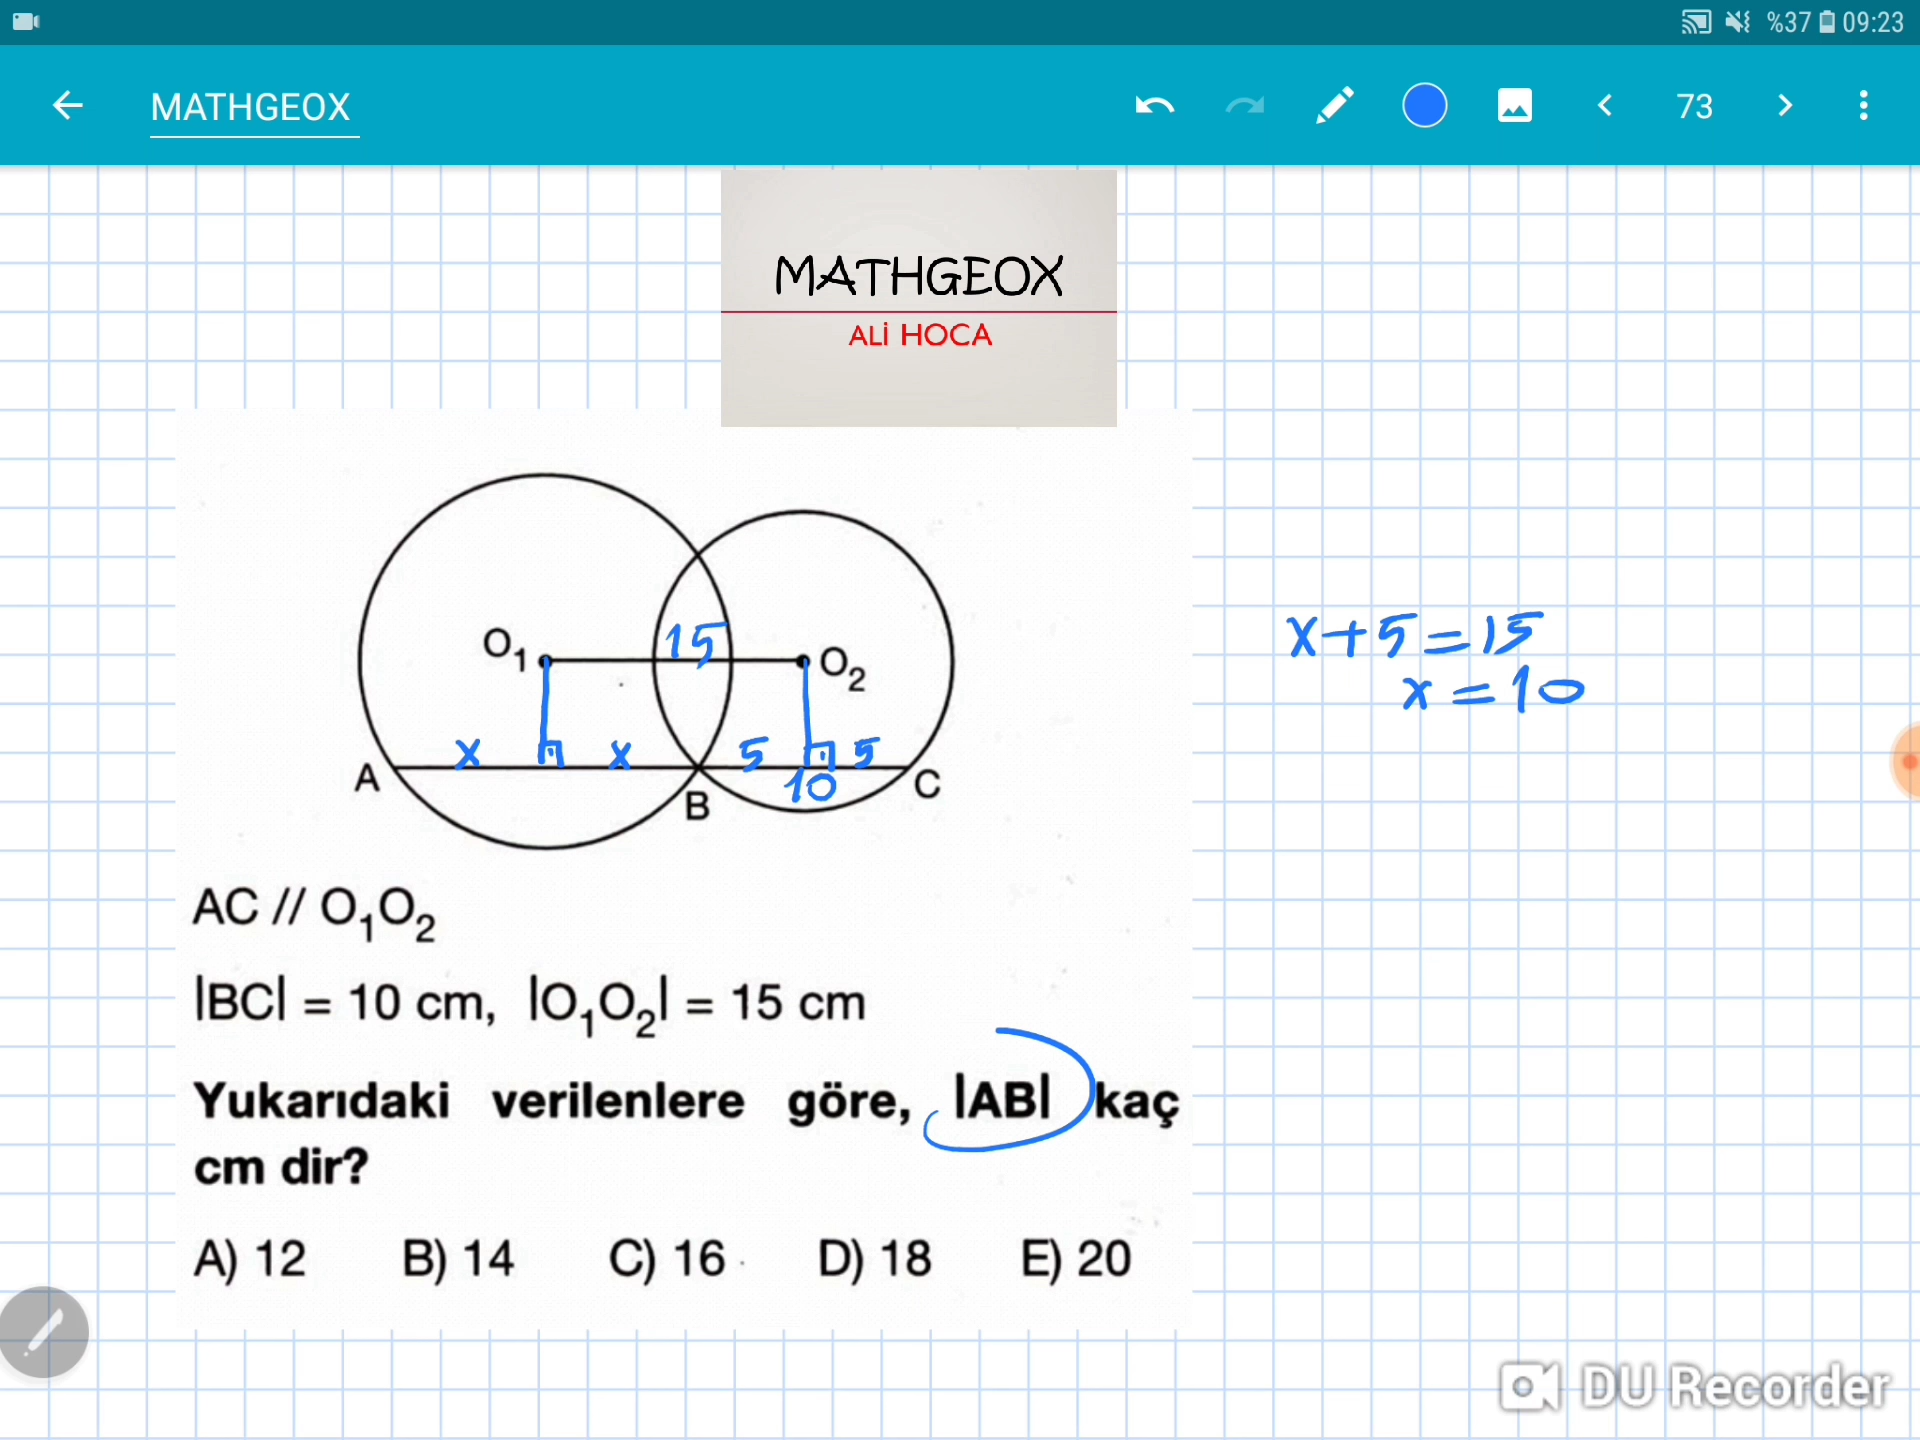 %37 09:23
MATHGEOX
73
MATHGEOX
ALİ HOCA
O1 15 O2
x x 5 5
A B 10 C
x+5=15
x=10
AC // O1O2
|BC| = 10 cm, |O1O2| = 15 cm
Yukarıdaki verilenlere göre, |AB| kaç
cm dir?
A) 12 B) 14 C) 16 D) 18 E) 20
DU Recorder